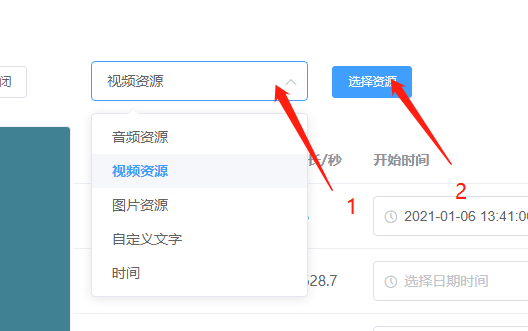 闭
视频资源
选择资源
音频资源
视频资源
图片资源
自定义文字
时间
长/秒
开始时间
1
2
2021-01-06 13:41:00
528.7
选择日期时间